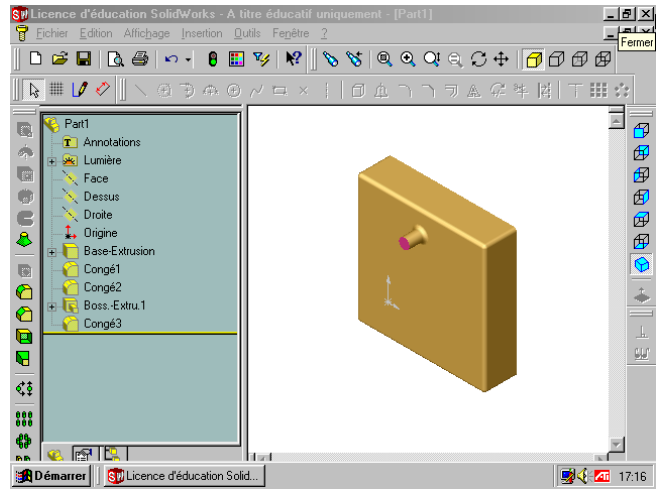 Licence d'éducation SolidWorks - A titre éducatif uniquement - [Part1]
Fichier Edition Affichage Insertion Outils Fenêtre ?
Fermer
Part1
Annotations
Lumière
Face
Dessus
Droite
Origine
Base-Extrusion
Congé1
Congé2
Boss.-Extru.1
Congé3
Démarrer Licence d'éducation Solid... 17:16